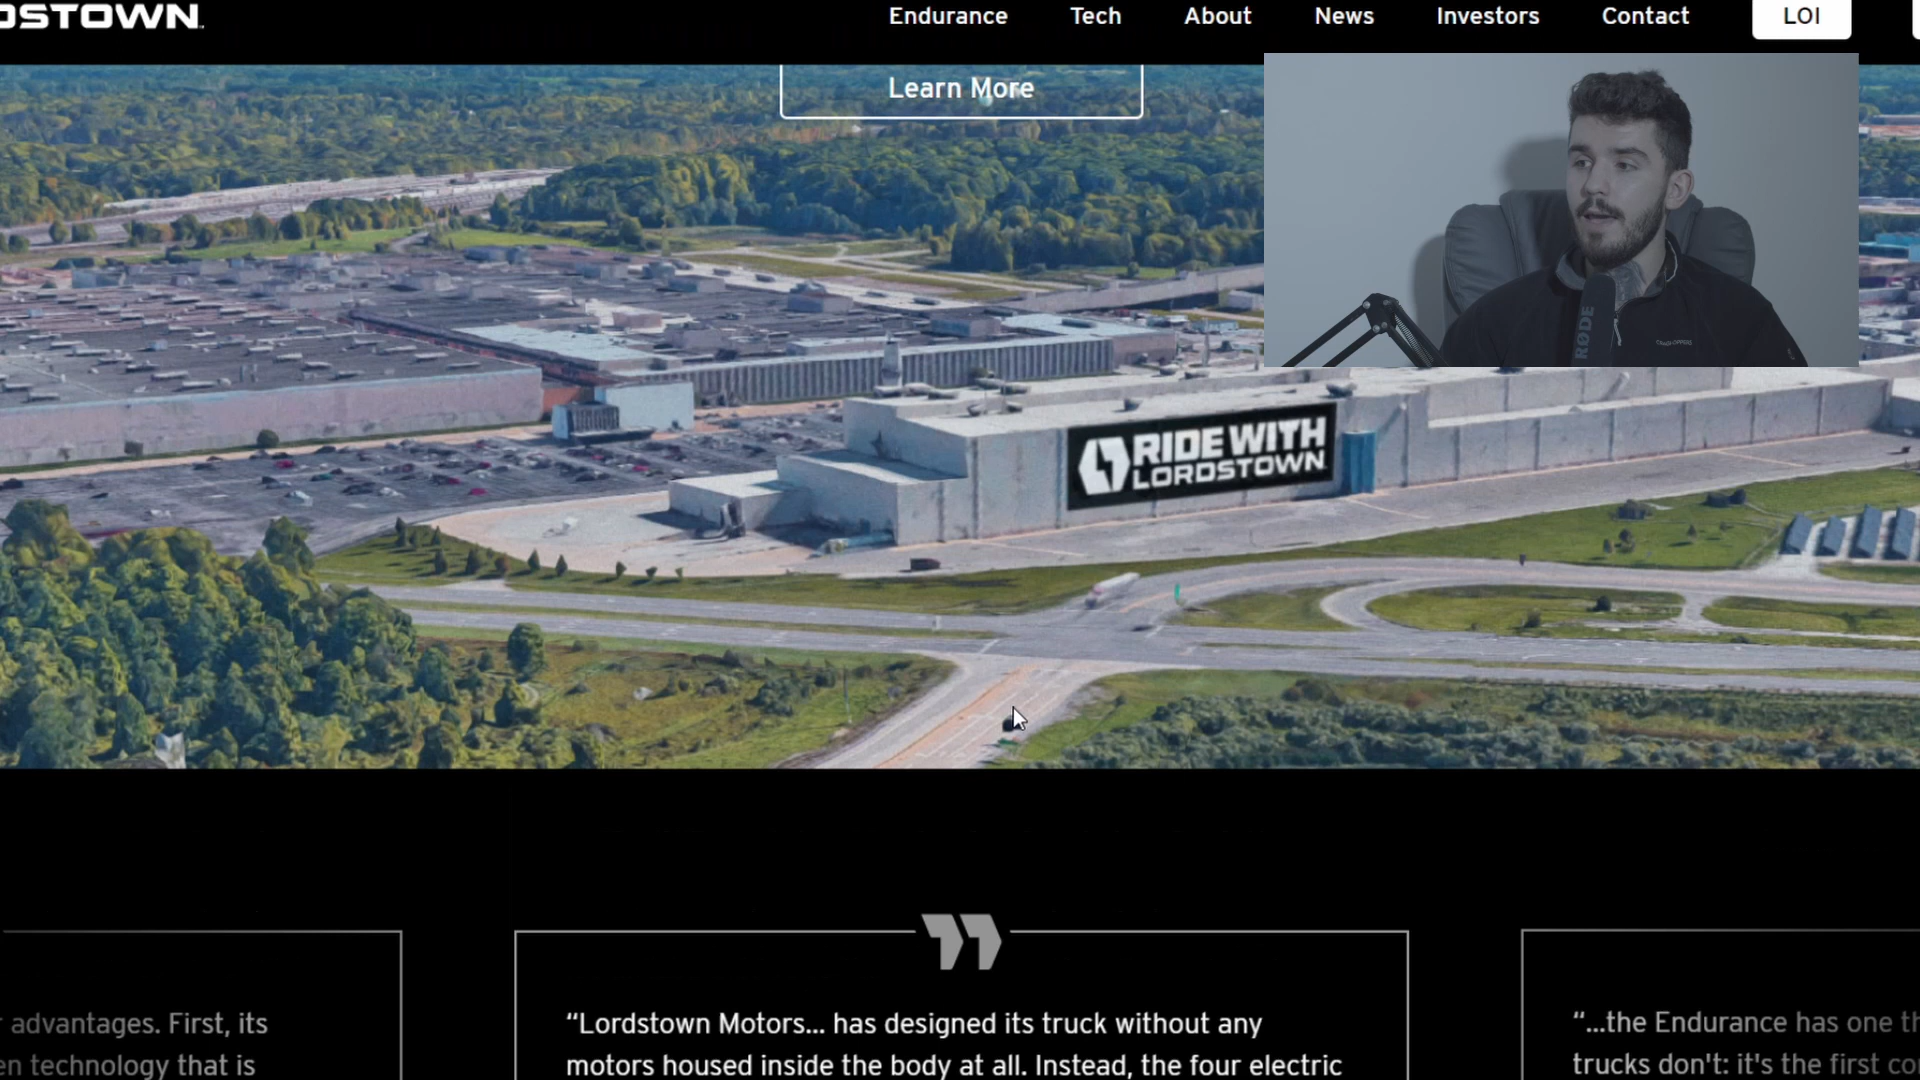 DSTOWN
Endurance
Tech
About
News
Investors
Contact
LOI
Learn More
RØDE
RIDE WITH
LORDSTOWN
advantages. First, its
“Lordstown Motors... has designed its truck without any
“...the Endurance has one
technology that is
motors housed inside the body at all. Instead, the four electric
trucks don't: it's the first